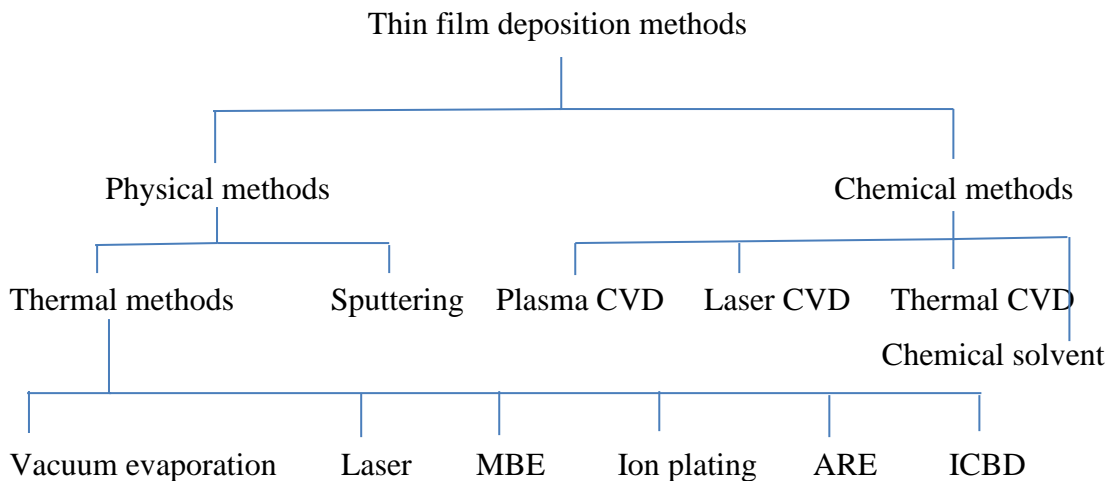 Thin film deposition methods
Physical methods Chemical methods
Thermal methods Sputtering Plasma CVD Laser CVD Thermal CVD
Chemical solvent
Vacuum evaporation Laser MBE Ion plating ARE ICBD